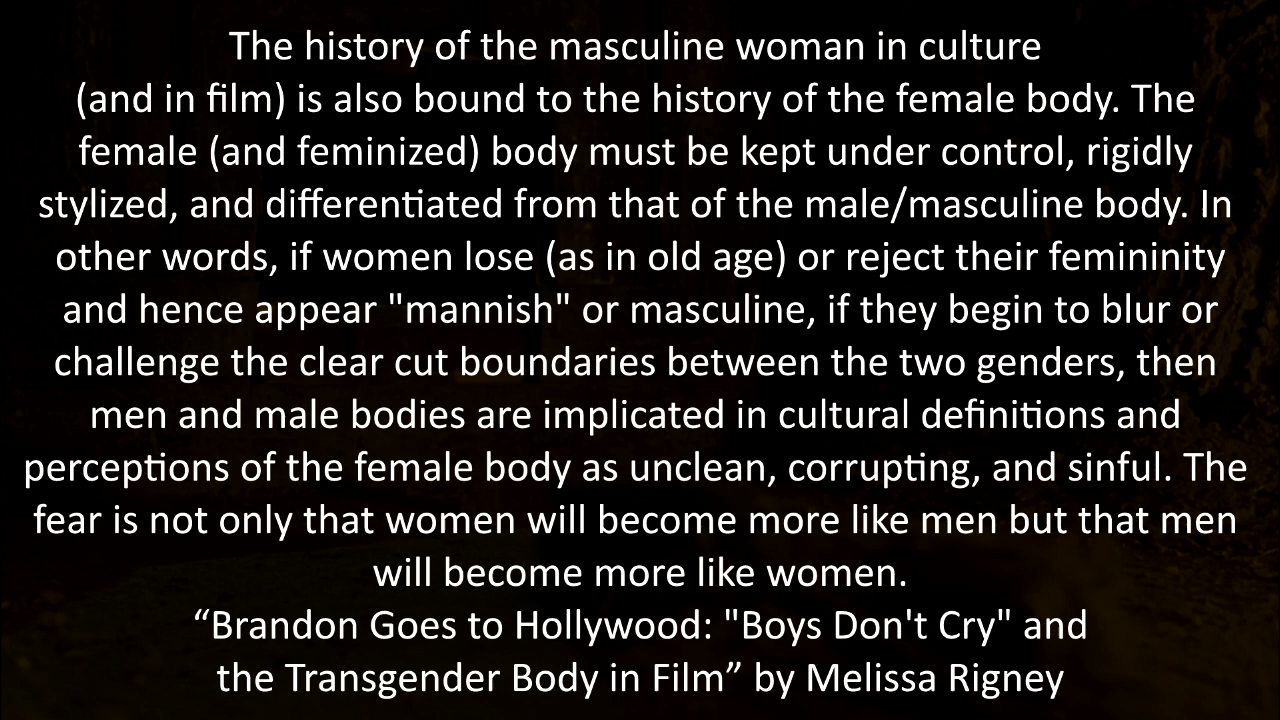 The history of the masculine woman in culture
(and in film) is also bound to the history of the female body. The
female (and feminized) body must be kept under control, rigidly
stylized, and differentiated from that of the male/masculine body. In
other words, if women lose (as in old age) or reject their femininity
and hence appear "mannish" or masculine, if they begin to blur or
challenge the clear cut boundaries between the two genders, then
men and male bodies are implicated in cultural definitions and
perceptions of the female body as unclean, corrupting, and sinful. The
fear is not only that women will become more like men but that men
will become more like women.
“Brandon Goes to Hollywood: "Boys Don't Cry" and
the Transgender Body in Film” by Melissa Rigney